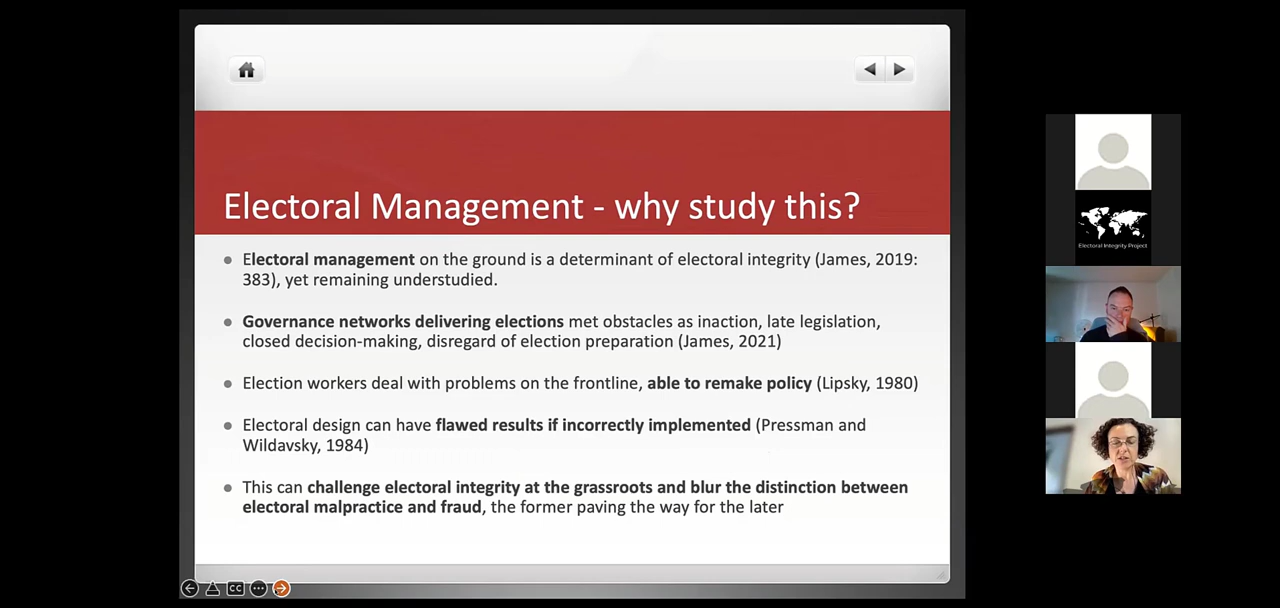 Electoral Management - why study this?
Electoral management on the ground is a determinant of electoral integrity (James, 2019:
383), yet remaining understudied.
Governance networks delivering elections met obstacles as inaction, late legislation,
closed decision-making, disregard of election preparation (James, 2021)
Election workers deal with problems on the frontline, able to remake policy (Lipsky, 1980)
Electoral design can have flawed results if incorrectly implemented (Pressman and
Wildavsky, 1984)
This can challenge electoral integrity at the grassroots and blur the distinction between
electoral malpractice and fraud, the former paving the way for the later
CC
Electoral Integrity Project